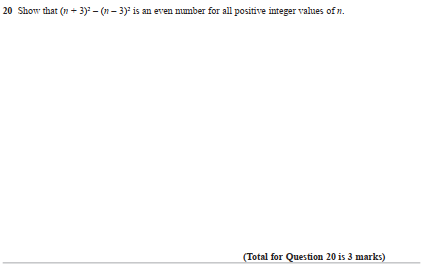 20 Show that (n + 3)² – (n – 3)² is an even number for all positive integer values of n.
(Total for Question 20 is 3 marks)